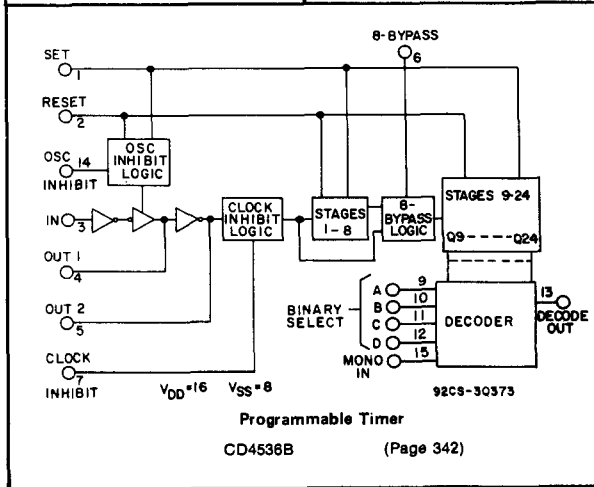 8-BYPASS
6
SET
1
RESET
2
OSC 14
INHIBIT
OSC
INHIBIT
LOGIC
IN
3
OUT 1
4
OUT 2
5
CLOCK
7
INHIBIT
CLOCK
INHIBIT
LOGIC
STAGES
1-8
8-
BYPASS
LOGIC
STAGES 9-24
Q9 ----- Q24
BINARY
SELECT
A 9
B 10
C 11
D 12
MONO 15
IN
DECODER
13
DECODE
OUT
VDD=16 VSS=8
92CS-30373
Programmable Timer
CD4536B (Page 342)